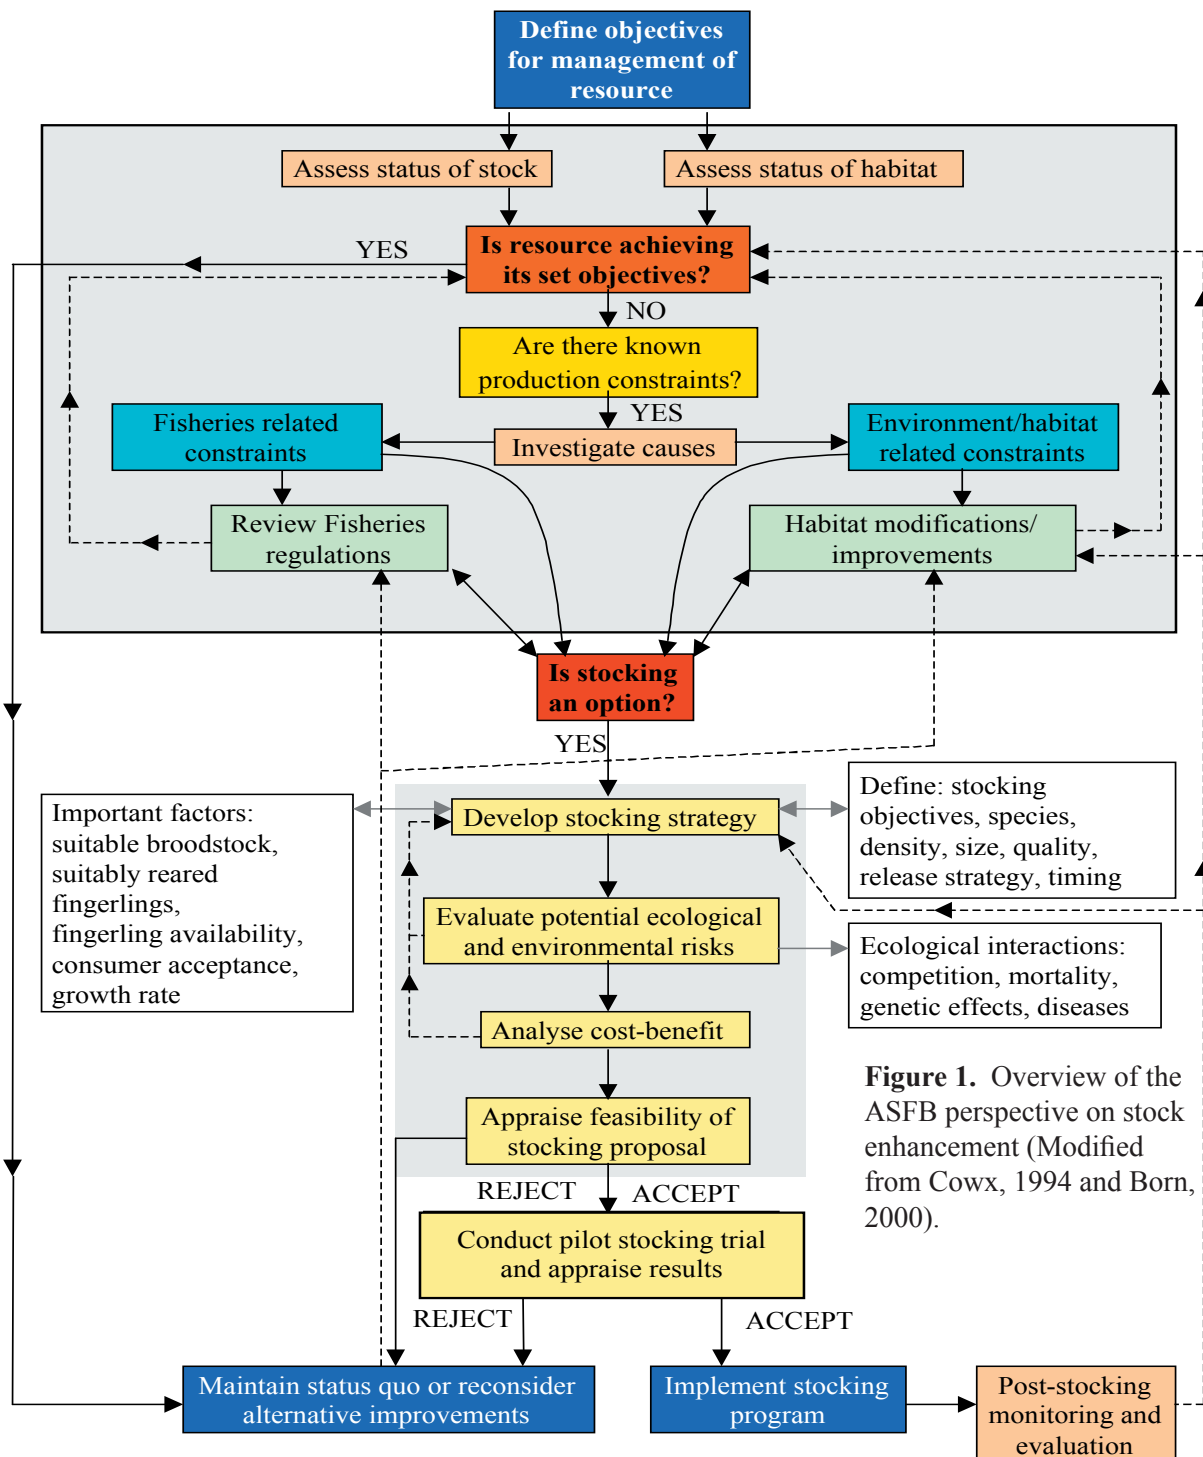 Define objectives
for management of
resource
Assess status of stock
Assess status of habitat
YES
Is resource achieving
its set objectives?
NO
Are there known
production constraints?
YES
Fisheries related
constraints
Investigate causes
Environment/habitat
related constraints
Review Fisheries
regulations
Habitat modifications/
improvements
Is stocking
an option?
YES
Important factors:
suitable broodstock,
suitably reared
fingerlings,
fingerling availability,
consumer acceptance,
growth rate
Develop stocking strategy
Define: stocking
objectives, species,
density, size, quality,
release strategy, timing
Evaluate potential ecological
and environmental risks
Ecological interactions:
competition, mortality,
genetic effects, diseases
Analyse cost-benefit
Appraise feasibility of
stocking proposal
Figure 1. Overview of the
ASFB perspective on stock
enhancement (Modified
from Cowx, 1994 and Born,
2000).
REJECT
ACCEPT
Conduct pilot stocking trial
and appraise results
REJECT
ACCEPT
Maintain status quo or reconsider
alternative improvements
Implement stocking
program
Post-stocking
monitoring and
evaluation